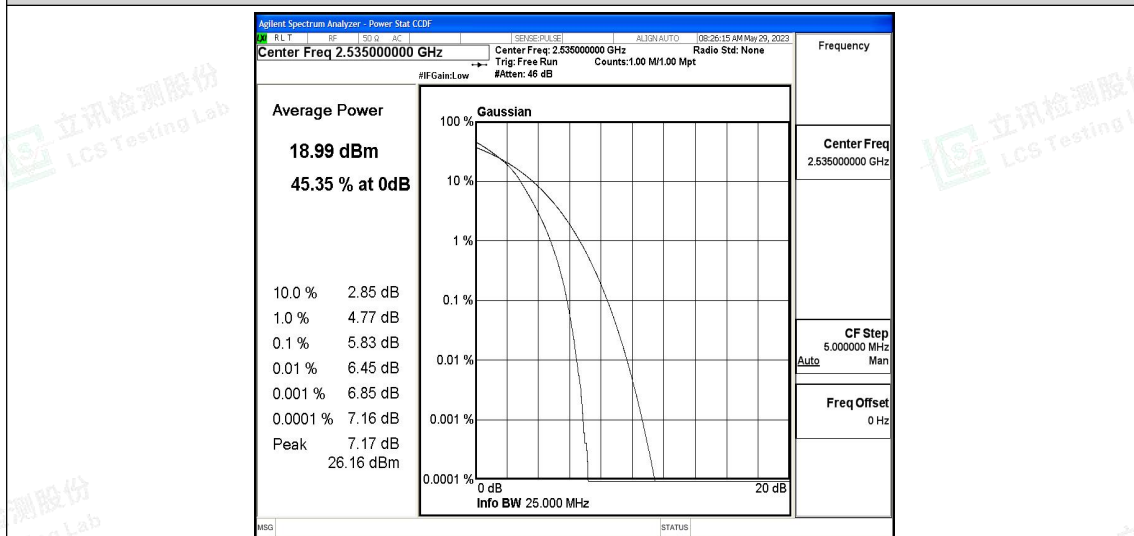 Agilent Spectrum Analyzer - Power Stat CCDF
LXI RLT RF 50 Ω AC SENSE:PULSE ALIGNAUTO 08:26:15 AM May 29, 2023
Center Freq 2.535000000 GHz
Center Freq: 2.535000000 GHz Radio Std: None
Trig: Free Run Counts:1.00 M/1.00 Mpt
#IFGain:Low #Atten: 46 dB
Frequency
Average Power
18.99 dBm
45.35 % at 0dB
10.0 % 2.85 dB
1.0 % 4.77 dB
0.1 % 5.83 dB
0.01 % 6.45 dB
0.001 % 6.85 dB
0.0001 % 7.16 dB
Peak 7.17 dB
26.16 dBm
Gaussian
100 %
10 %
1 %
0.1 %
0.01 %
0.001 %
0.0001 %
0 dB 20 dB
Info BW 25.000 MHz
Center Freq
2.535000000 GHz
CF Step
5.000000 MHz
Auto Man
Freq Offset
0 Hz
MSG STATUS
立讯检测股份
LCS Testing Lab
立讯检测股份
LCS Testing L
测股份
ng Lab